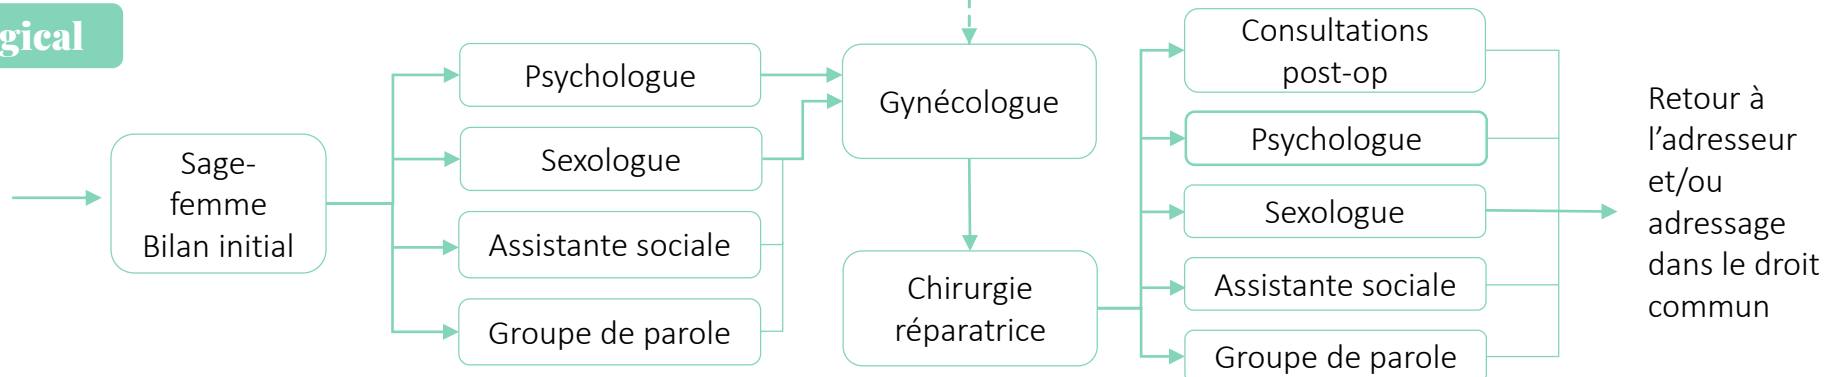 gical
Sage-
femme
Bilan initial
Psychologue
Sexologue
Assistante sociale
Groupe de parole
Gynécologue
Chirurgie
réparatrice
Consultations
post-op
Psychologue
Sexologue
Assistante sociale
Groupe de parole
Retour à
l’adresseur
et/ou
adressage
dans le droit
commun